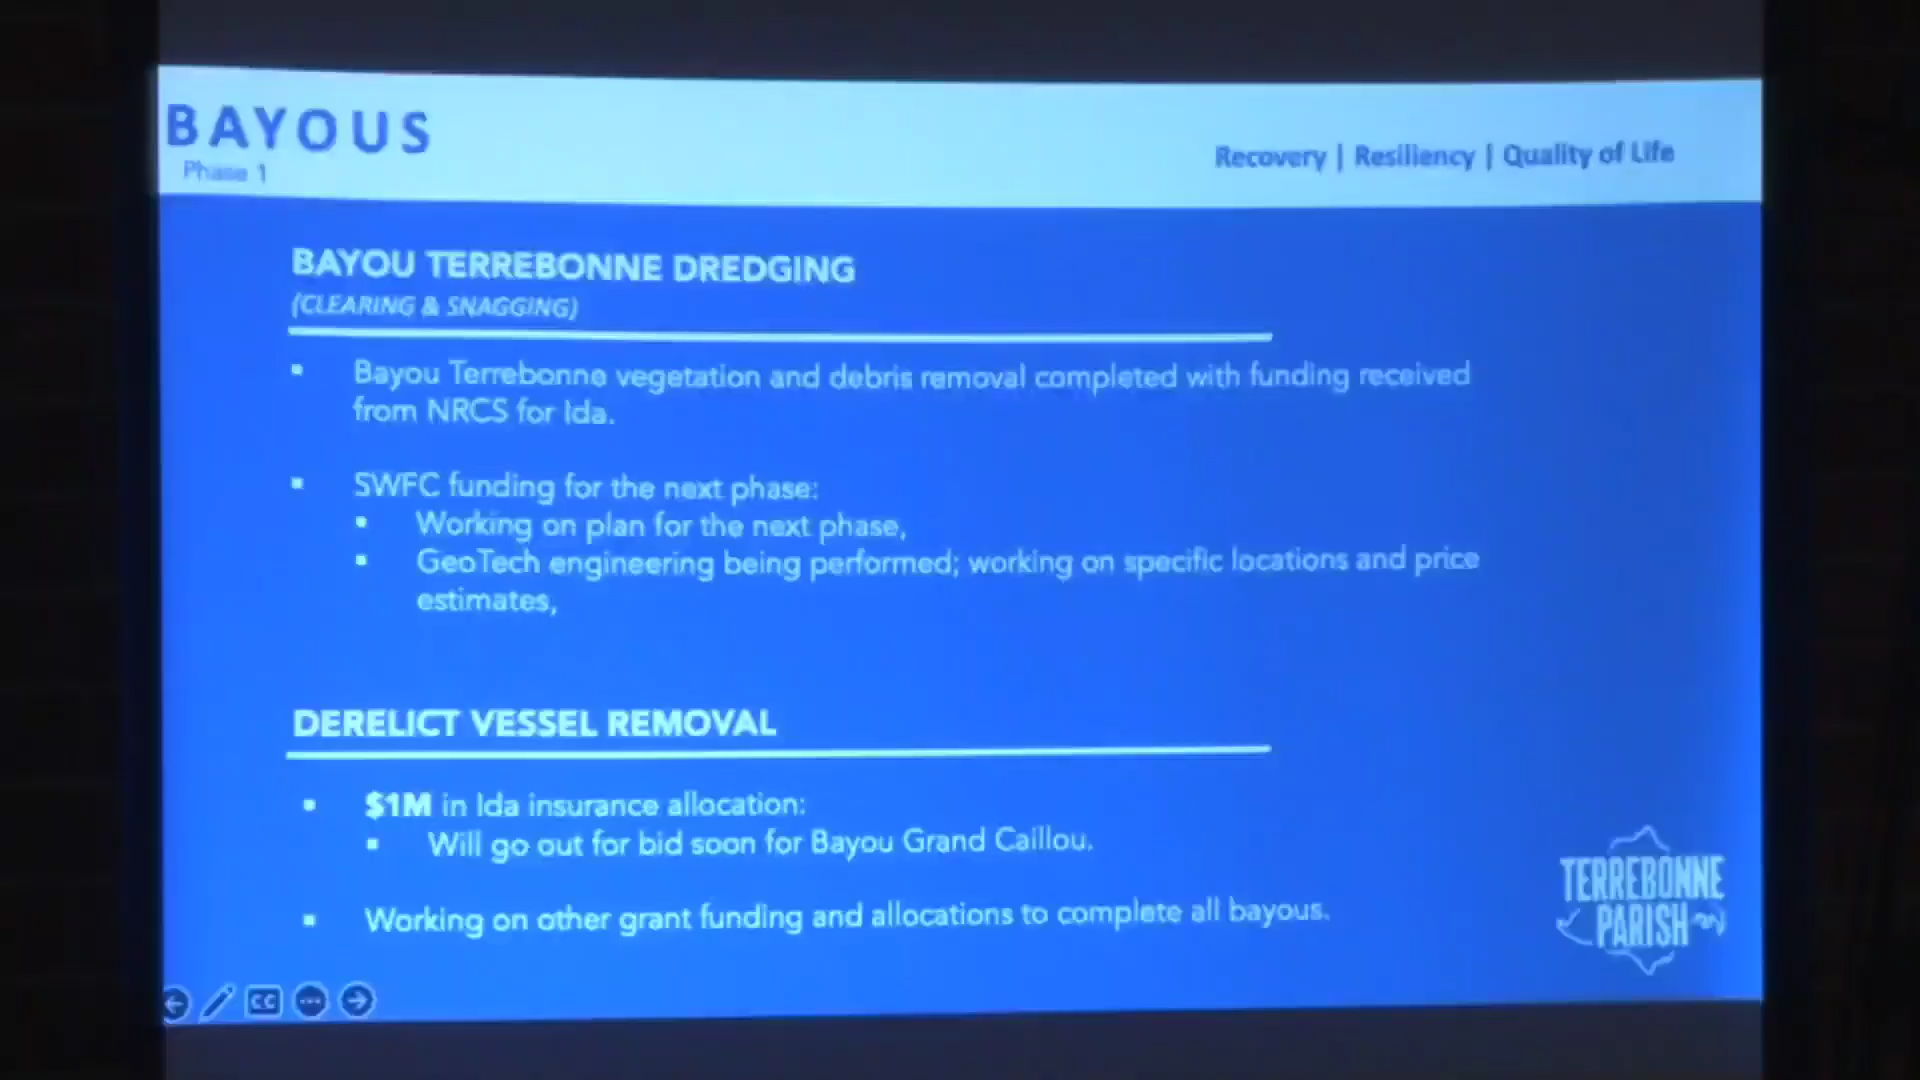 BAYOUS
Phase 1
Recovery | Resiliency | Quality of Life
BAYOU TERREBONNE DREDGING
(CLEARING & SNAGGING)
▪ Bayou Terrebonne vegetation and debris removal completed with funding received
from NRCS for Ida.
▪ SWFC funding for the next phase:
▪ Working on plan for the next phase,
▪ GeoTech engineering being performed; working on specific locations and price
estimates,
DERELICT VESSEL REMOVAL
▪ $1M in Ida insurance allocation:
▪ Will go out for bid soon for Bayou Grand Caillou.
▪ Working on other grant funding and allocations to complete all bayous.
TERREBONNE
PARISH
CC